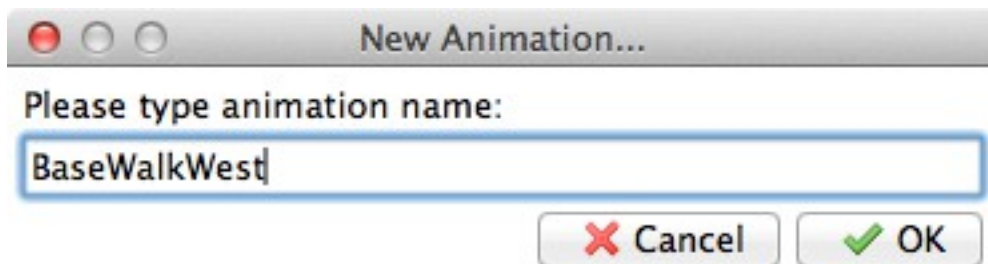 New Animation...
Please type animation name:
BaseWalkWest
Cancel OK